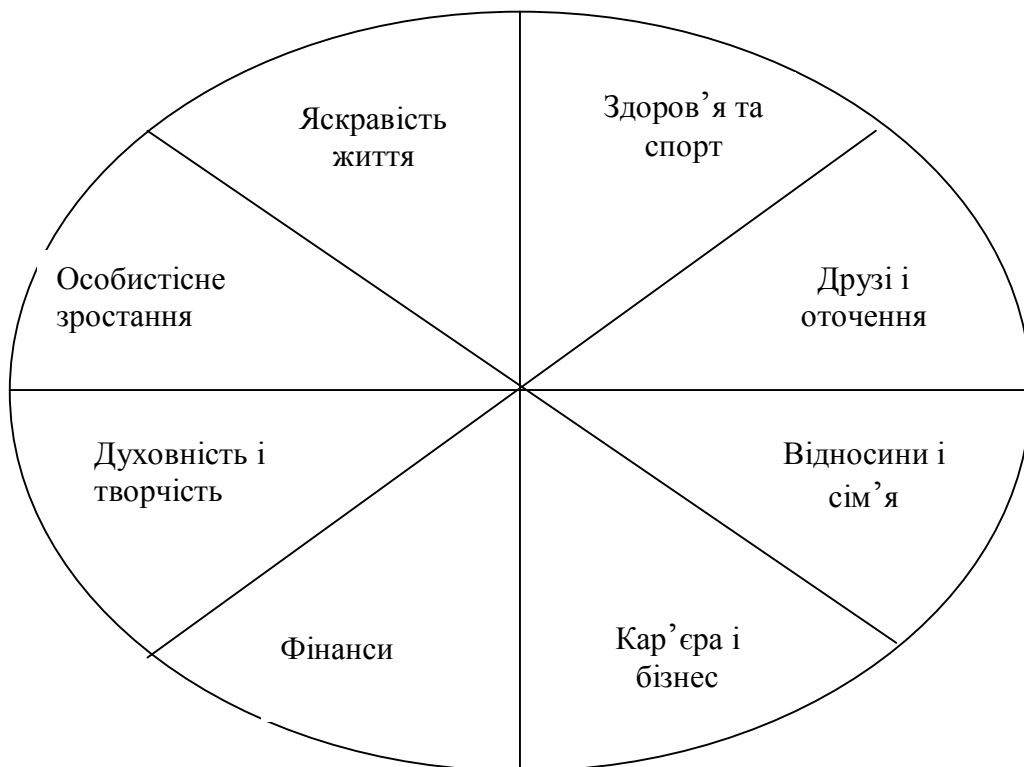 Яскравість
життя
Здоров’я та
спорт
Особистісне
зростання
Друзі і
оточення
Духовність і
творчість
Відносини і
сім’я
Фінанси
Кар’єра і
бізнес